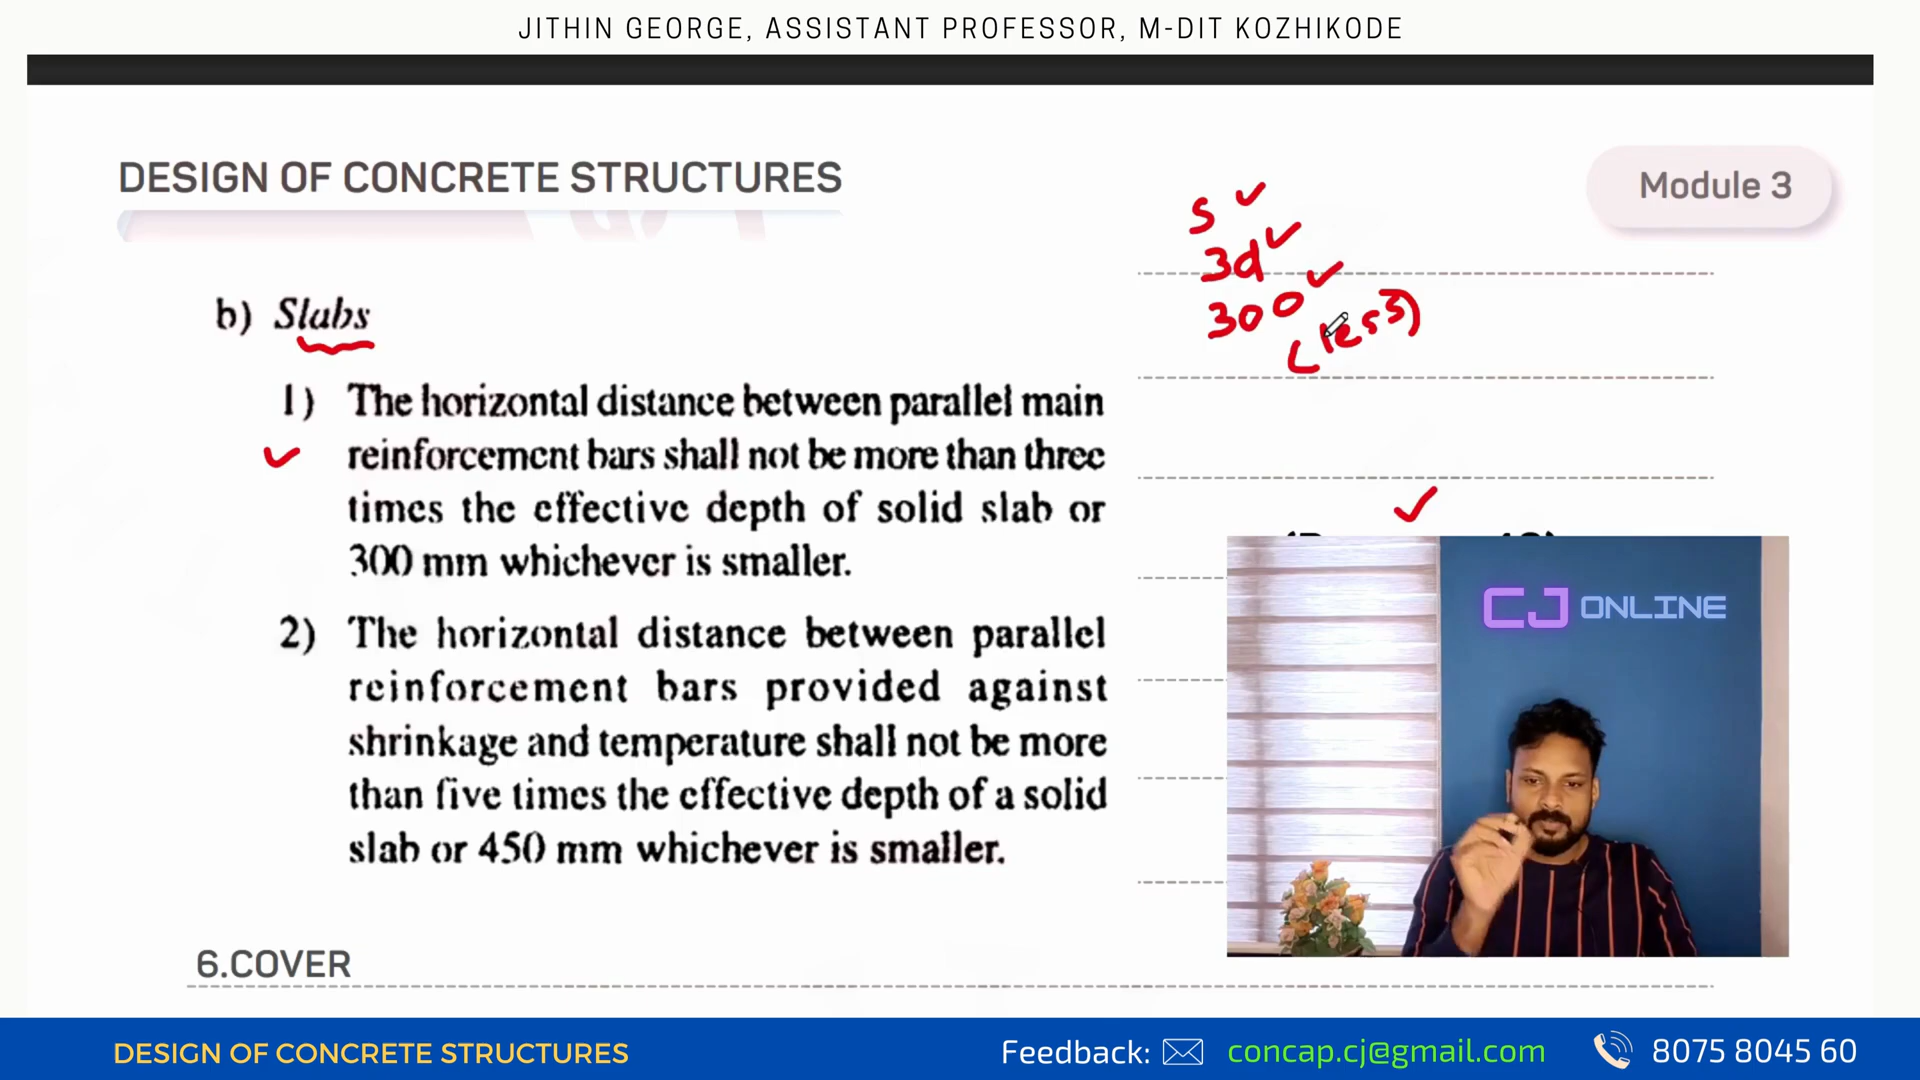 JITHIN GEORGE, ASSISTANT PROFESSOR, M-DIT KOZHIKODE
DESIGN OF CONCRETE STRUCTURES
Module 3
S
3d
300
(less)
b) Slabs
1) The horizontal distance between parallel main
reinforcement bars shall not be more than three
times the effective depth of solid slab or
300 mm whichever is smaller.
2) The horizontal distance between parallel
reinforcement bars provided against
shrinkage and temperature shall not be more
than five times the effective depth of a solid
slab or 450 mm whichever is smaller.
CJ ONLINE
6.COVER
DESIGN OF CONCRETE STRUCTURES
Feedback: concap.cj@gmail.com 8075 8045 60